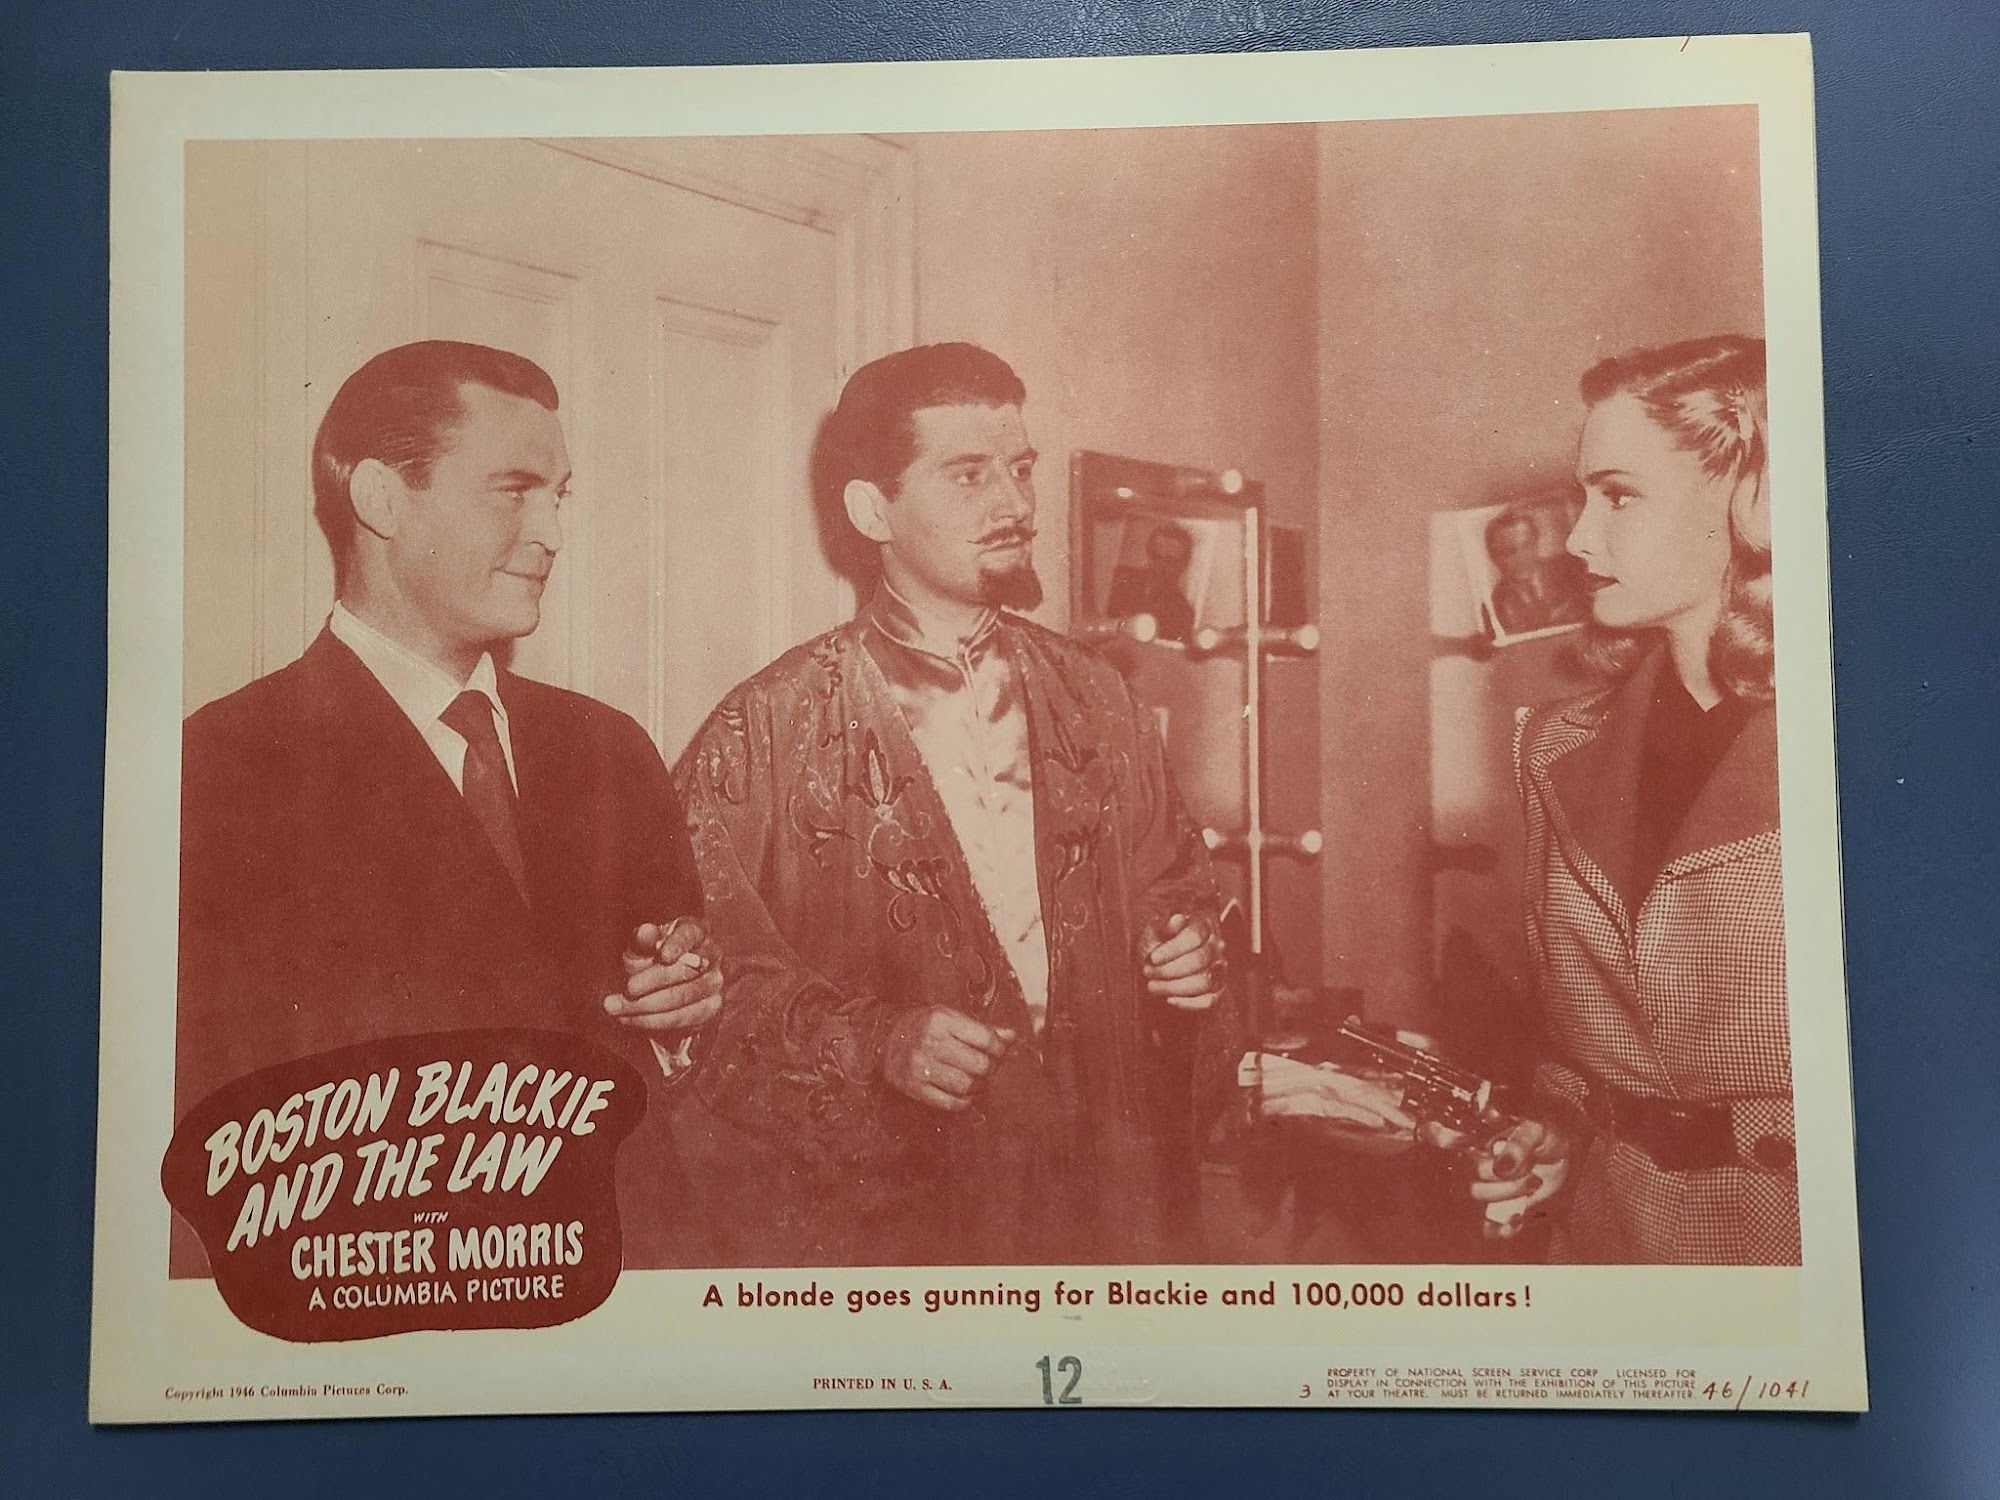 BOSTON BLACKIE
AND THE LAW
WITH
CHESTER MORRIS
A COLUMBIA PICTURE
A blonde goes gunning for Blackie and 100,000 dollars!
Copyright 1946 Columbia Pictures Corp.
PRINTED IN U. S. A.
12
3
PROPERTY OF NATIONAL SCREEN SERVICE CORP LICENSED FOR
DISPLAY IN CONNECTION WITH THE EXHIBITION OF THIS PICTURE
AT YOUR THEATRE. MUST BE RETURNED IMMEDIATELY THEREAFTER
46/1041